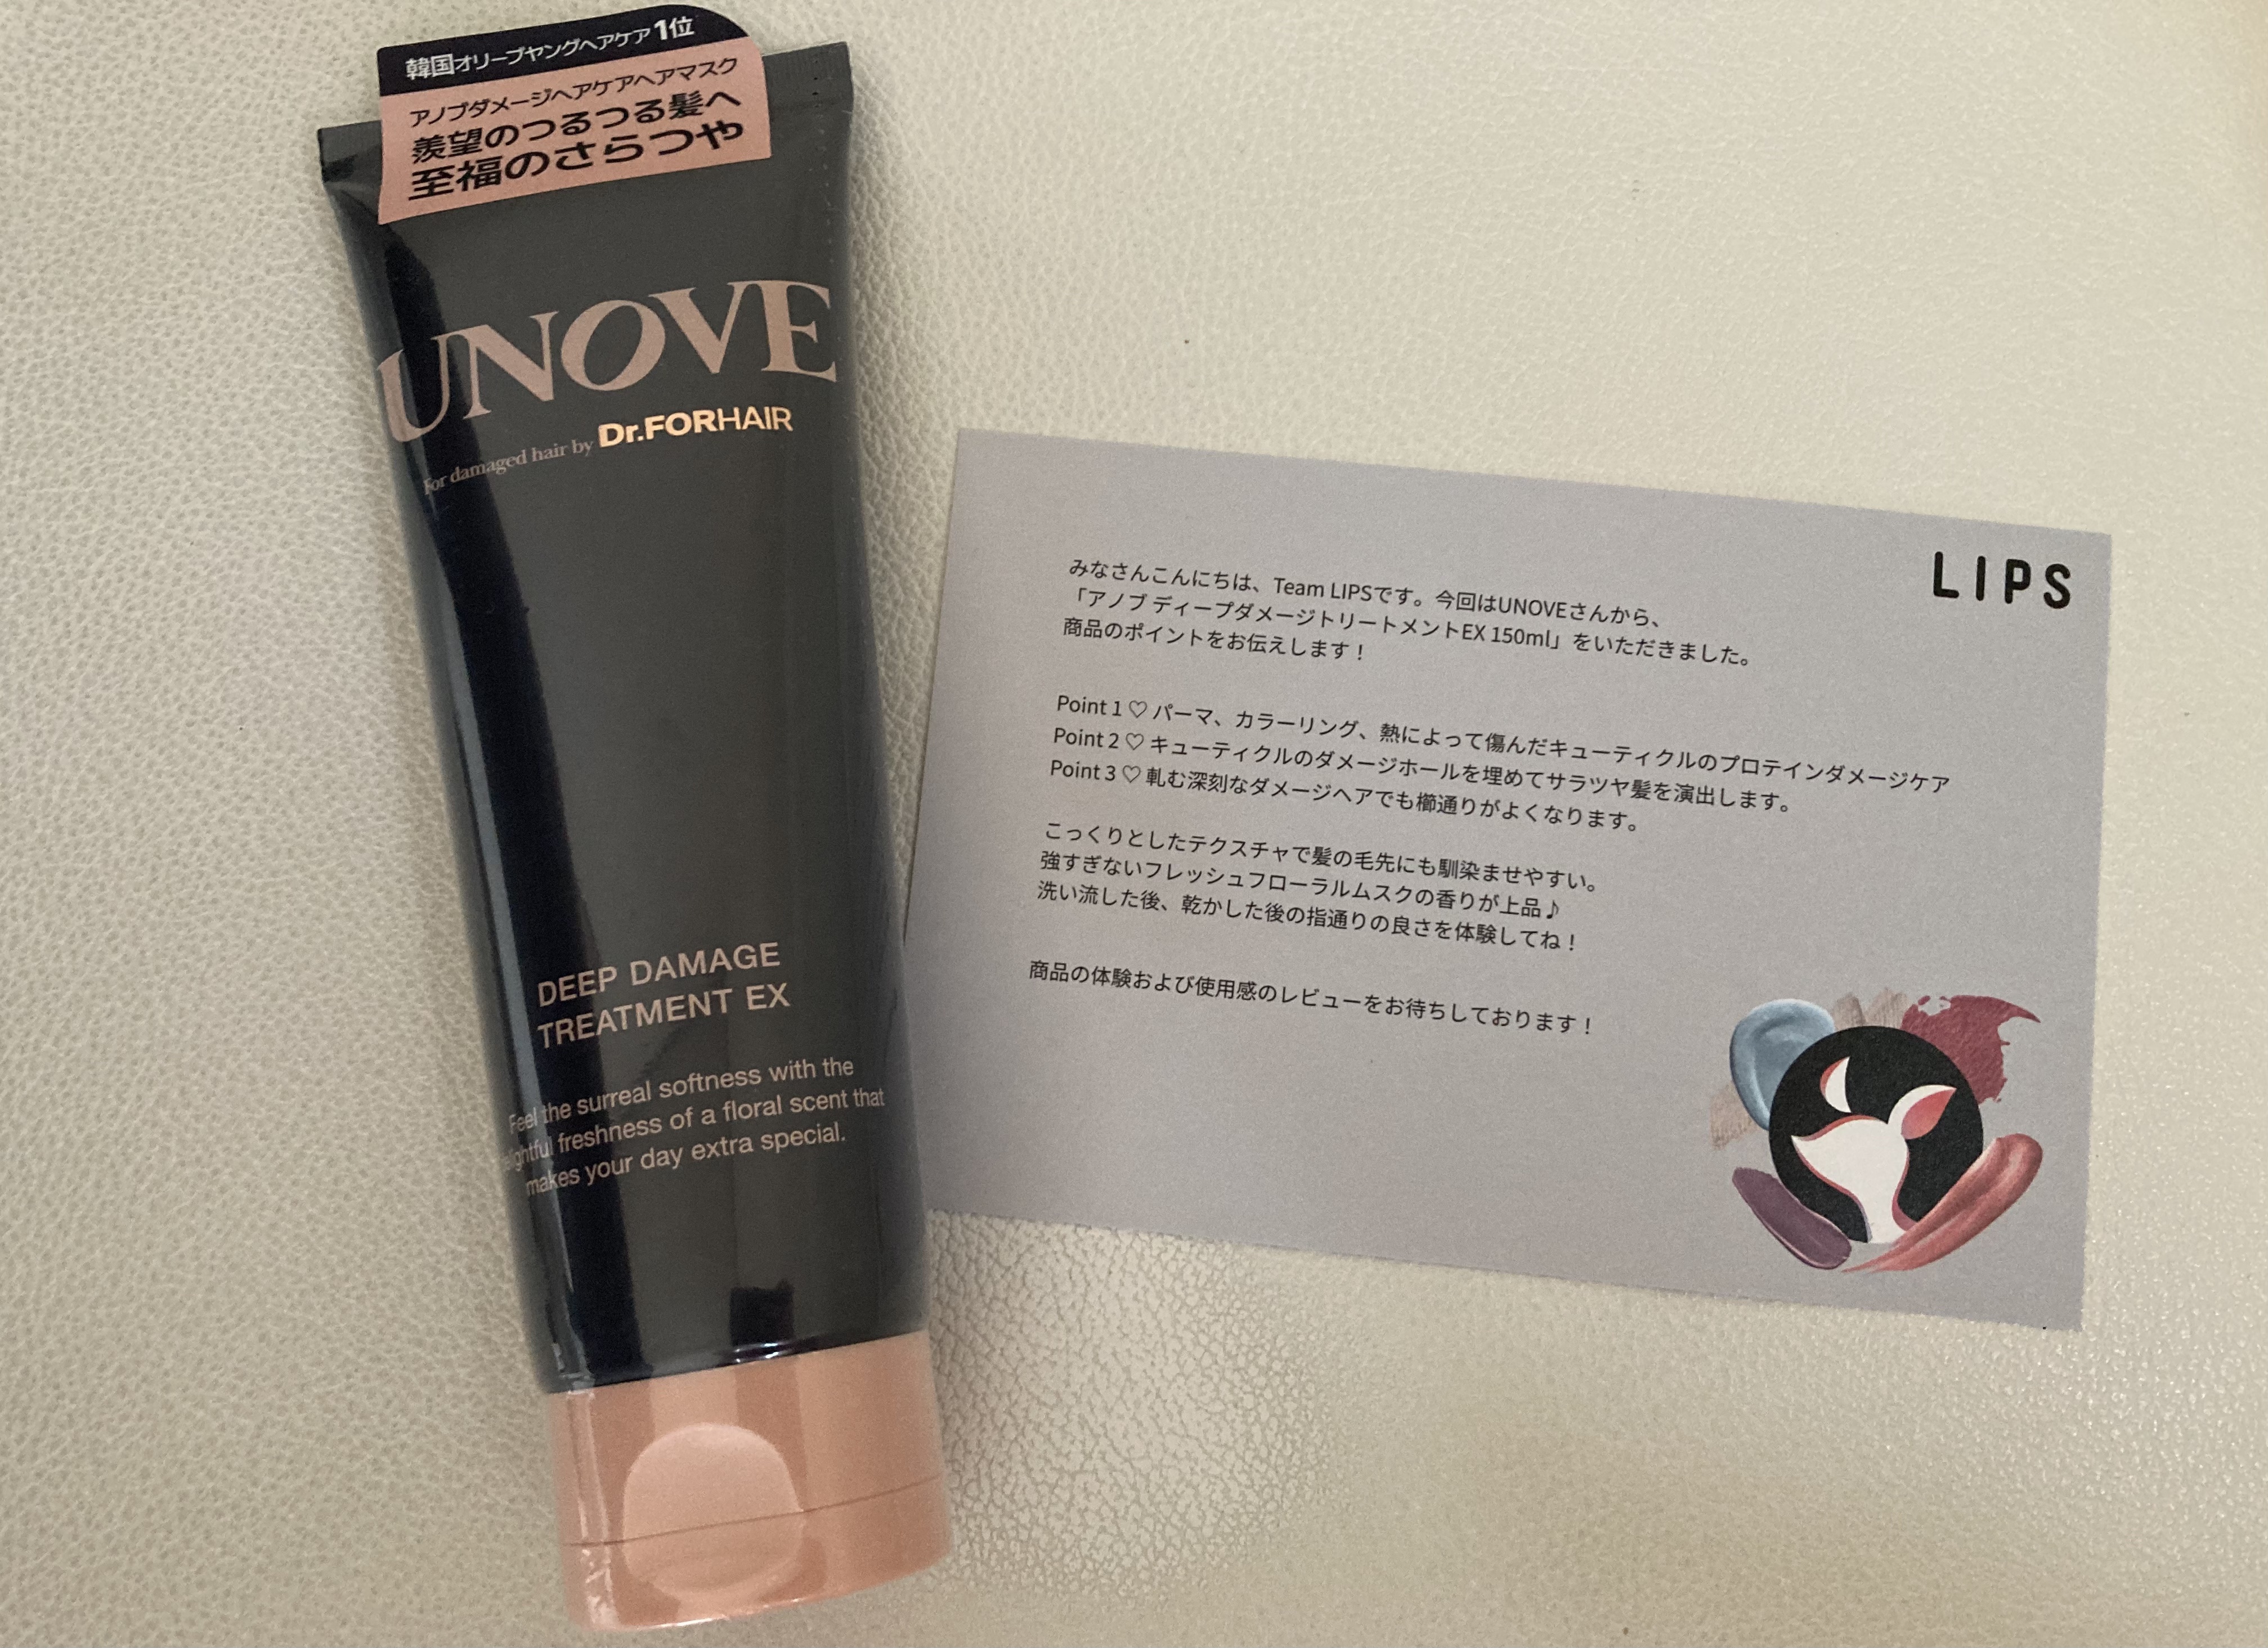 韓国オリーブヤングヘアケア1位
アノブダメージヘアケアヘアマスク
羨望のつるつる髪へ
至福のさらつや
UNOVE
For damaged hair by Dr.FORHAIR
DEEP DAMAGE
TREATMENT EX
Feel the surreal softness with the
freshness of a floral scent that
makes your day extra special.
LIPS
みなさんこんにちは、Team LIPSです。今回はUNOVEさんから、
「アノブ ディープダメージトリートメントEX 150ml」をいただきました。
商品のポイントをお伝えします！
Point 1 ♡ パーマ、カラーリング、熱によって傷んだキューティクルのプロテインダメージケア
Point 2 ♡ キューティクルのダメージホールを埋めてサラツヤ髪を演出します。
Point 3 ♡ 軋む深刻なダメージヘアでも櫛通りがよくなります。
こっくりとしたテクスチャで髪の毛先にも馴染ませやすい。
強すぎないフレッシュフローラルムスクの香りが上品♪
洗い流した後、乾かした後の指通りの良さを体験してね！
商品の体験および使用感のレビューをお待ちしております！